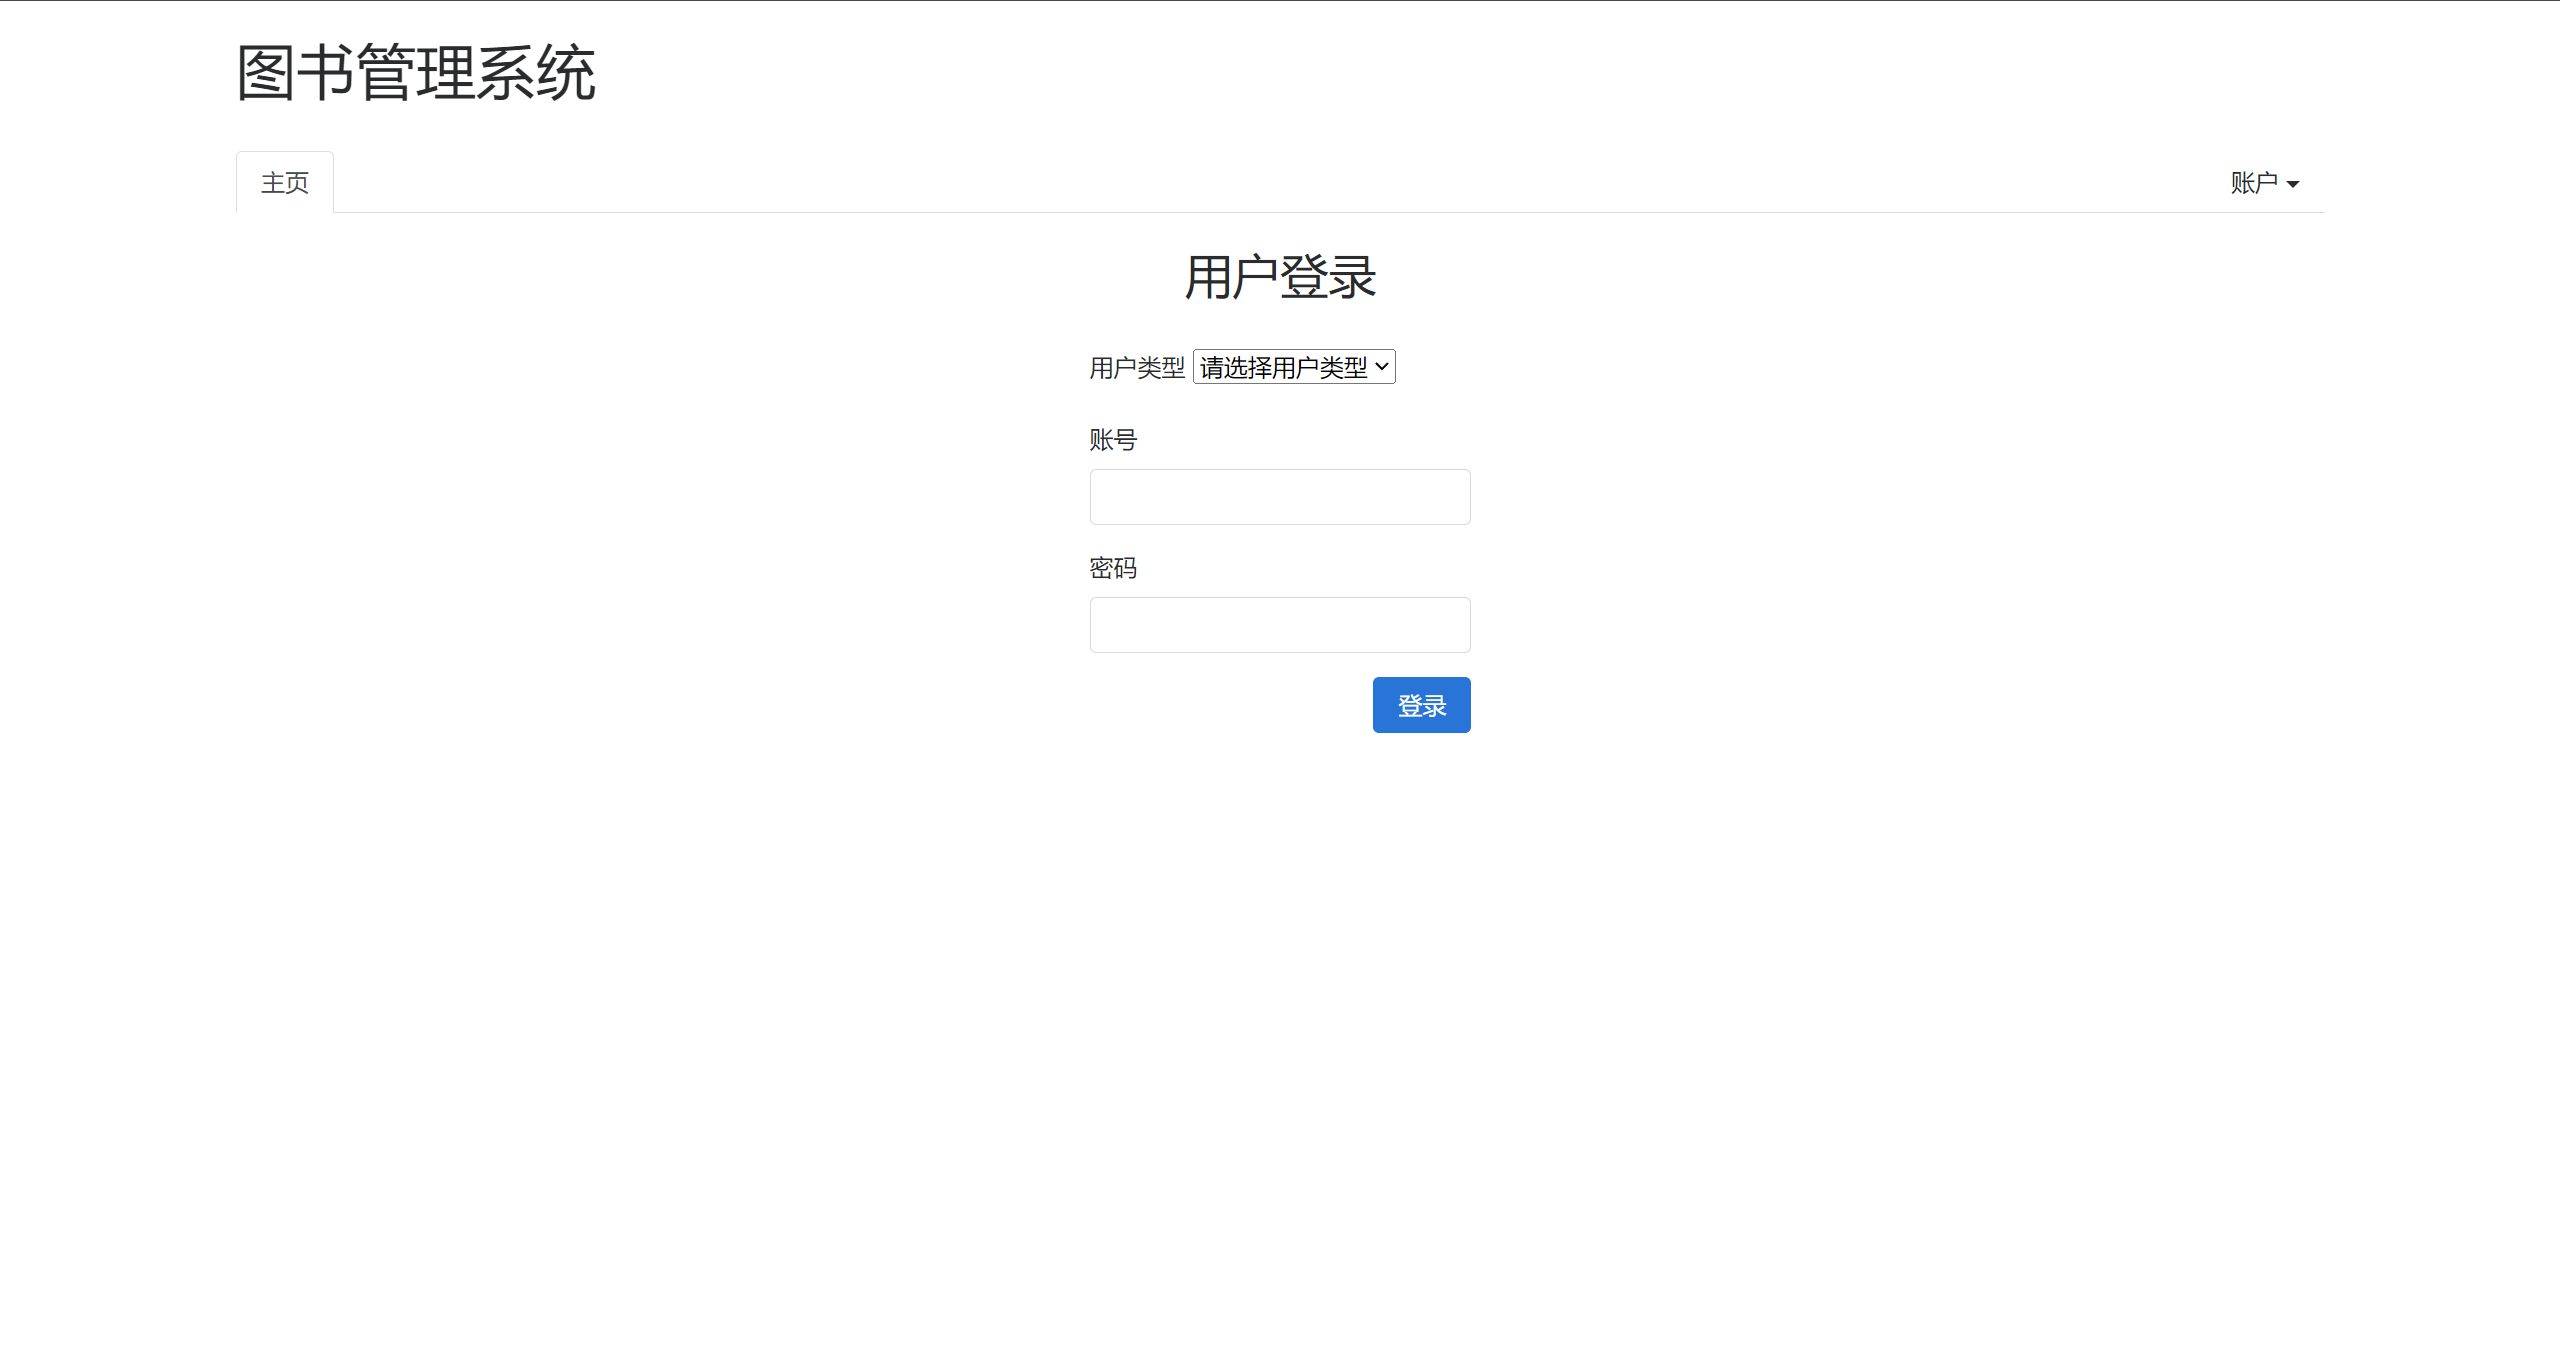 图书管理系统
主页
账户
用户登录
用户类型 请选择用户类型
账号
密码
登录